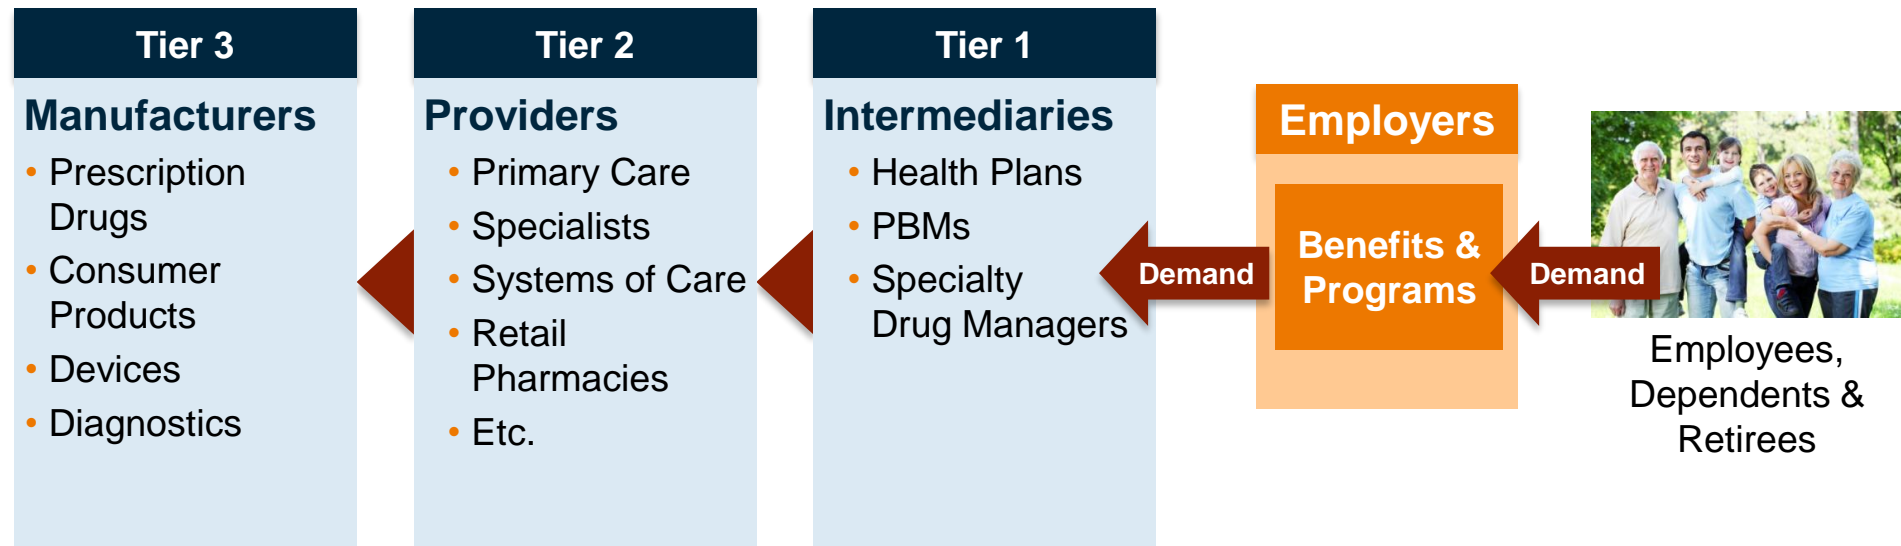 Tier 3
Manufacturers
• Prescription
Drugs
• Consumer
Products
• Devices
• Diagnostics
Tier 2
Providers
• Primary Care
• Specialists
• Systems of Care
• Retail
Pharmacies
• Etc.
Tier 1
Intermediaries
• Health Plans
• PBMs
• Specialty
Drug Managers
Demand
Employers
Benefits &
Programs
Demand
Employees,
Dependents &
Retirees